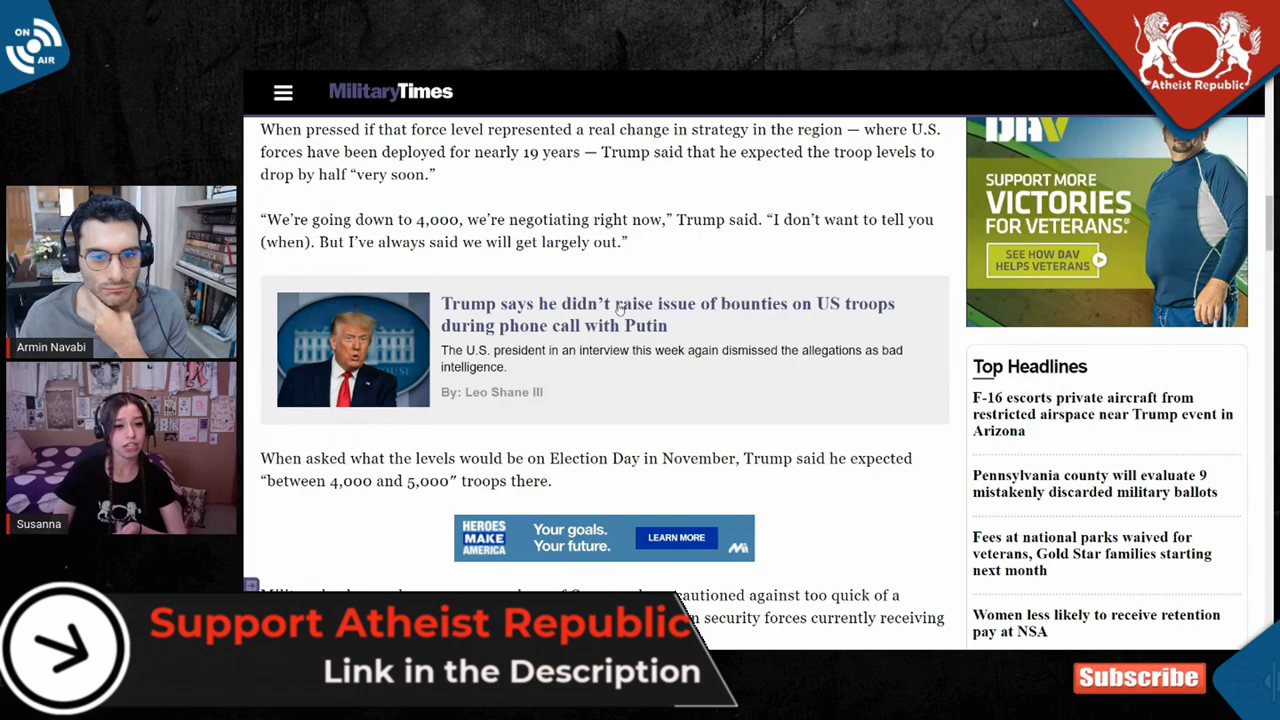 ON
AIR
Atheist Republic
MilitaryTimes
When pressed if that force level represented a real change in strategy in the region — where U.S.
forces have been deployed for nearly 19 years — Trump said that he expected the troop levels to
drop by half “very soon.”
“We’re going down to 4,000, we’re negotiating right now,” Trump said. “I don’t want to tell you
(when). But I’ve always said we will get largely out.”
Trump says he didn’t raise issue of bounties on US troops
during phone call with Putin
The U.S. president in an interview this week again dismissed the allegations as bad
intelligence.
By: Leo Shane III
When asked what the levels would be on Election Day in November, Trump said he expected
“between 4,000 and 5,000” troops there.
HEROES
MAKE
AMERICA
Your goals.
Your future.
LEARN MORE
cautioned against too quick of a
security forces currently receiving
DAV
SUPPORT MORE
VICTORIES
FOR VETERANS.®
SEE HOW DAV
HELPS VETERANS
Top Headlines
F-16 escorts private aircraft from
restricted airspace near Trump event in
Arizona
Pennsylvania county will evaluate 9
mistakenly discarded military ballots
Fees at national parks waived for
veterans, Gold Star families starting
next month
Women less likely to receive retention
pay at NSA
Armin Navabi
Susanna
Support Atheist Republic
Link in the Description
Subscribe